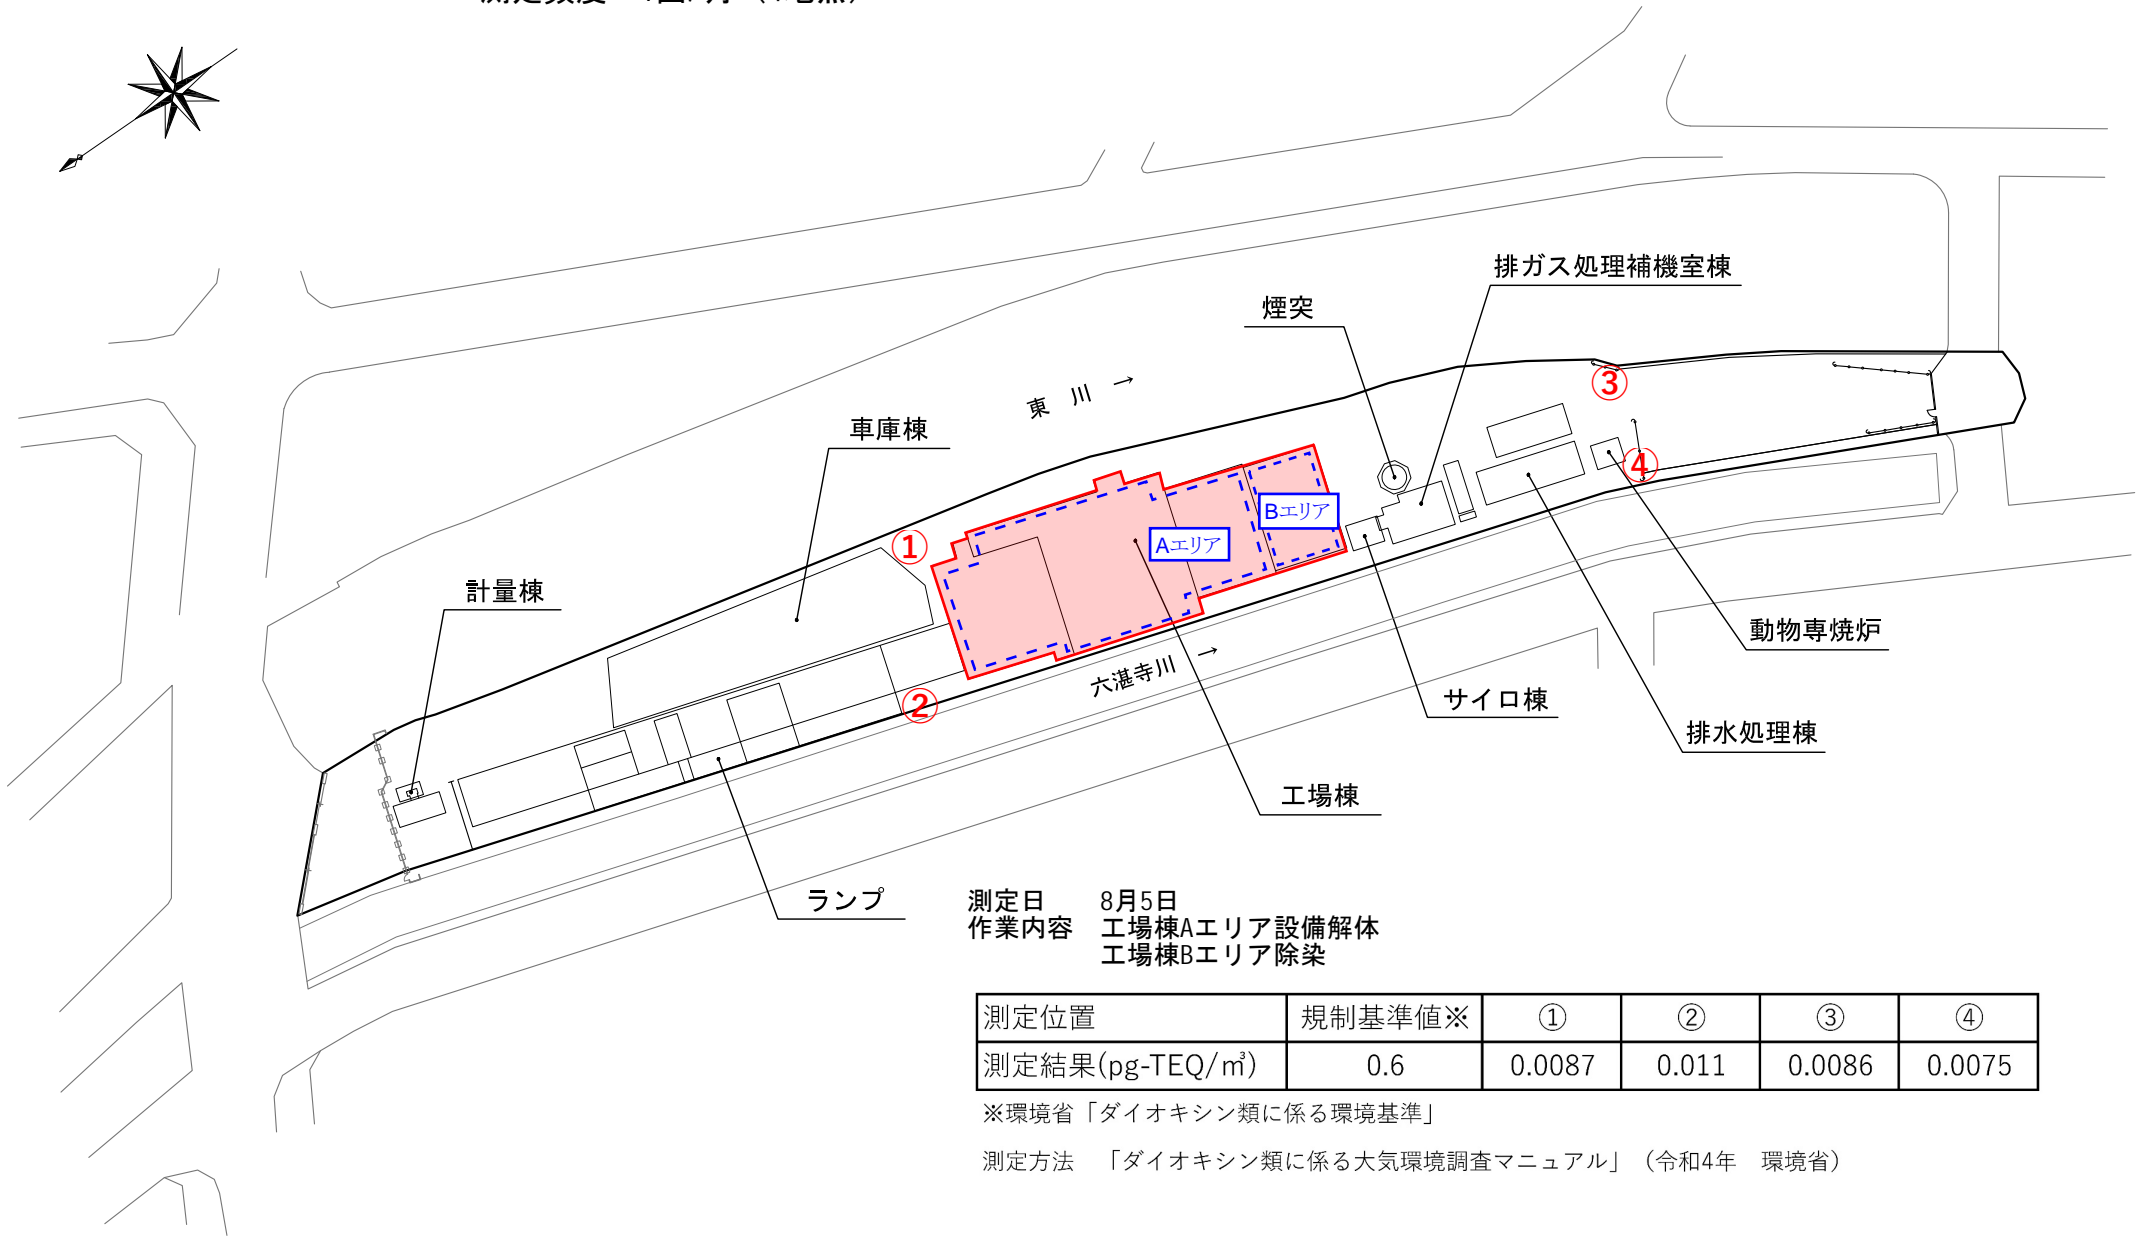 排ガス処理補機室棟
煙突
東 川 →
③
車庫棟
④
Bエリア
Aエリア
①
計量棟
動物専焼炉
六湛寺川 →
サイロ棟
②
排水処理棟
工場棟
ランプ
測定日 8月5日
作業内容 工場棟Aエリア設備解体
工場棟Bエリア除染
測定位置 規制基準値※ ① ② ③ ④
測定結果(pg-TEQ/㎥) 0.6 0.0087 0.011 0.0086 0.0075
※環境省「ダイオキシン類に係る環境基準」
測定方法 「ダイオキシン類に係る大気環境調査マニュアル」（令和4年 環境省）